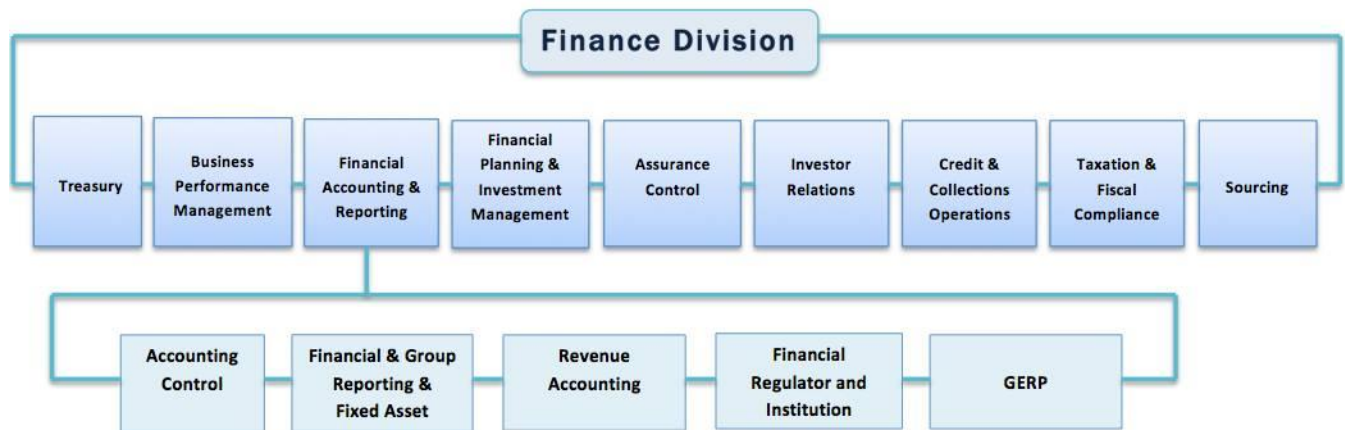 Finance Division
Treasury
Business
Performance
Management
Financial
Accounting &
Reporting
Financial
Planning &
Investment
Management
Assurance
Control
Investor
Relations
Credit &
Collections
Operations
Taxation &
Fiscal
Compliance
Sourcing
Accounting
Control
Financial & Group
Reporting &
Fixed Asset
Revenue
Accounting
Financial
Regulator and
Institution
GERP